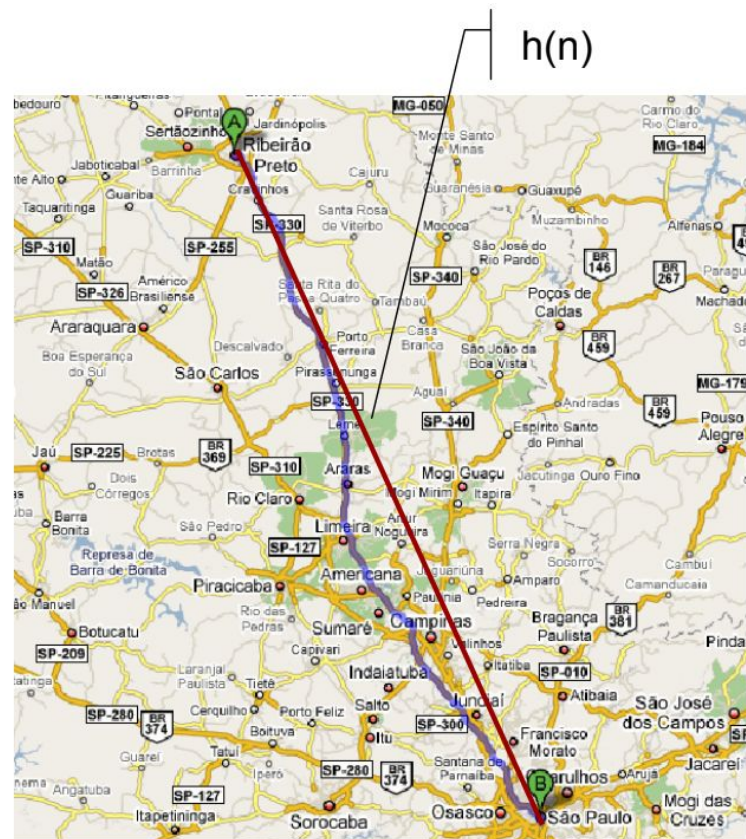 h(n)
MG-050
Carmo do
Rio Claro
bedouro
Pontal
Jardinópolis
A
Sertãozinho
Ribeirão
Preto
Monte Santo
de Minas
MG-184
Jaboticabal
Barrinha
Cajuru
nte Alto
Guariba
Cravinhos
Guaranésia
Guaxupé
Taquaritinga
SP-330
Santa Rosa
de Viterbo
Muzambinho
Alfenas
SP-310
SP-255
Mococa
São José do
Rio Pardo
BR
146
Matão
SP-326
Américo
Brasiliense
Santa Rita do
Passa Quatro
Tambaú
SP-340
BR
267
Paragu
Machad
Araraquara
Porto
Ferreira
Casa
Branca
Poços de
Caldas
Boa Esperança
do Sul
Descalvado
São João da
Boa Vista
BR
459
São Carlos
Pirassununga
Aguaí
MG-179
SP-330
Andradas
BR
459
Leme
SP-340
Espírito Santo
do Pinhal
Pouso
Alegre
Jaú
SP-225
Brotas
BR
369
SP-310
Araras
Mogi Guaçu
Dois
Córregos
Rio Claro
Mogi Mirim
Itapira
Jacutinga
Ouro Fino
Barra
Bonita
São Pedro
Limeira
Artur
Nogueira
Serra Negra
Represa de
Barra de Bonita
SP-127
Socorro
Cambuí
Americana
Jaguariúna
Amparo
Camanducaia
ão Manuel
Piracicaba
Paulínia
Pedreira
Rio das
Pedras
Sumaré
Campinas
Bragança
Paulista
BR
381
Botucatu
Capivari
Valinhos
Pinda
SP-209
Laranjal
Paulista
Tietê
Indaiatuba
Itatiba
SP-010
Salto
Jundiaí
Atibaia
São José
dos Campos
SP-280
BR
374
Cerquilho
Porto Feliz
SP-300
Boituva
Itu
Francisco
Morato
Tatuí
Guareí
Iperó
SP-280
BR
374
Santana de
Parnaíba
B
Guarulhos
Arujá
Jacareí
Angatuba
SP-127
Osasco
São Paulo
Mogi das
Cruzes
Itapetininga
Sorocaba
Cotia